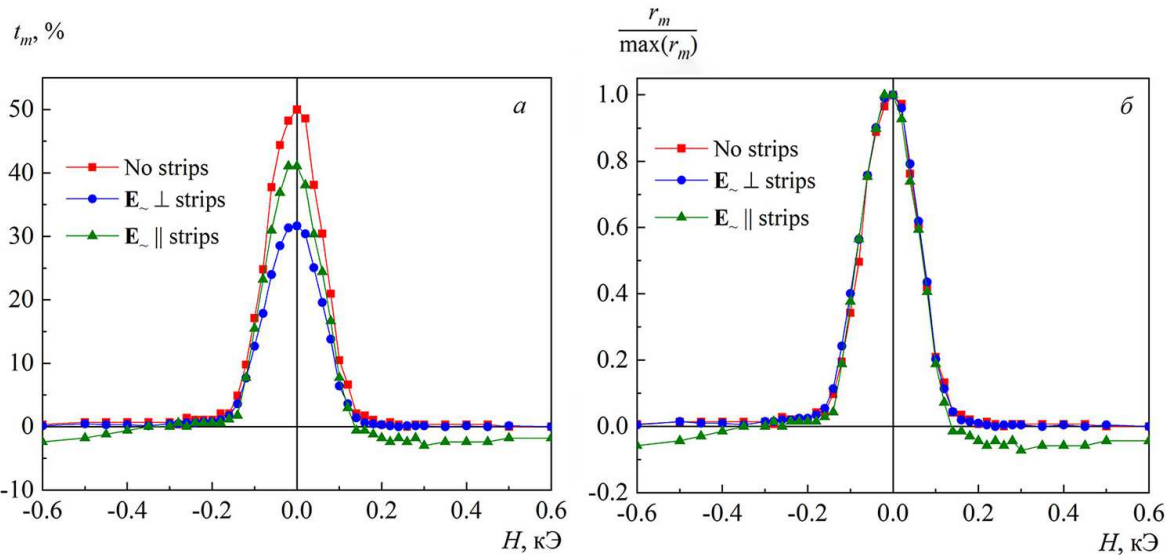 t_m, %
а
50
40
30
20
10
0
-10
No strips
E~ ⊥ strips
E~ ∥ strips
-0.6 -0.4 -0.2 0.0 0.2 0.4 0.6
H, кЭ
r_m
max(r_m)
б
1.0
0.8
0.6
0.4
0.2
0.0
-0.2
No strips
E~ ⊥ strips
E~ ∥ strips
-0.6 -0.4 -0.2 0.0 0.2 0.4 0.6
H, кЭ